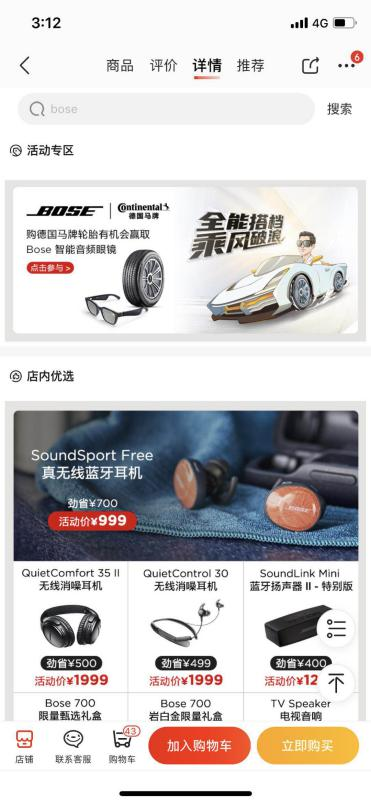 3:12
4G
商品 评价 详情 推荐
6
bose
搜索
活动专区
BOSE
Continental
德国马牌
购德国马牌轮胎有机会赢取
Bose 智能音频眼镜
点击参与 >
全能搭档
乘风破浪
店内优选
SoundSport Free
真无线蓝牙耳机
劲省¥700
活动价¥999
BOSE
QuietComfort 35 II
无线消噪耳机
劲省¥500
活动价¥1999
QuietControl 30
无线消噪耳机
劲省¥499
活动价¥1999
SoundLink Mini
蓝牙扬声器 II - 特别版
劲省¥400
活动价¥12
Bose 700
限量甄选礼盒
Bose 700
岩白金限量礼盒
TV Speaker
电视音响
店铺
联系客服
43
购物车
加入购物车
立即购买